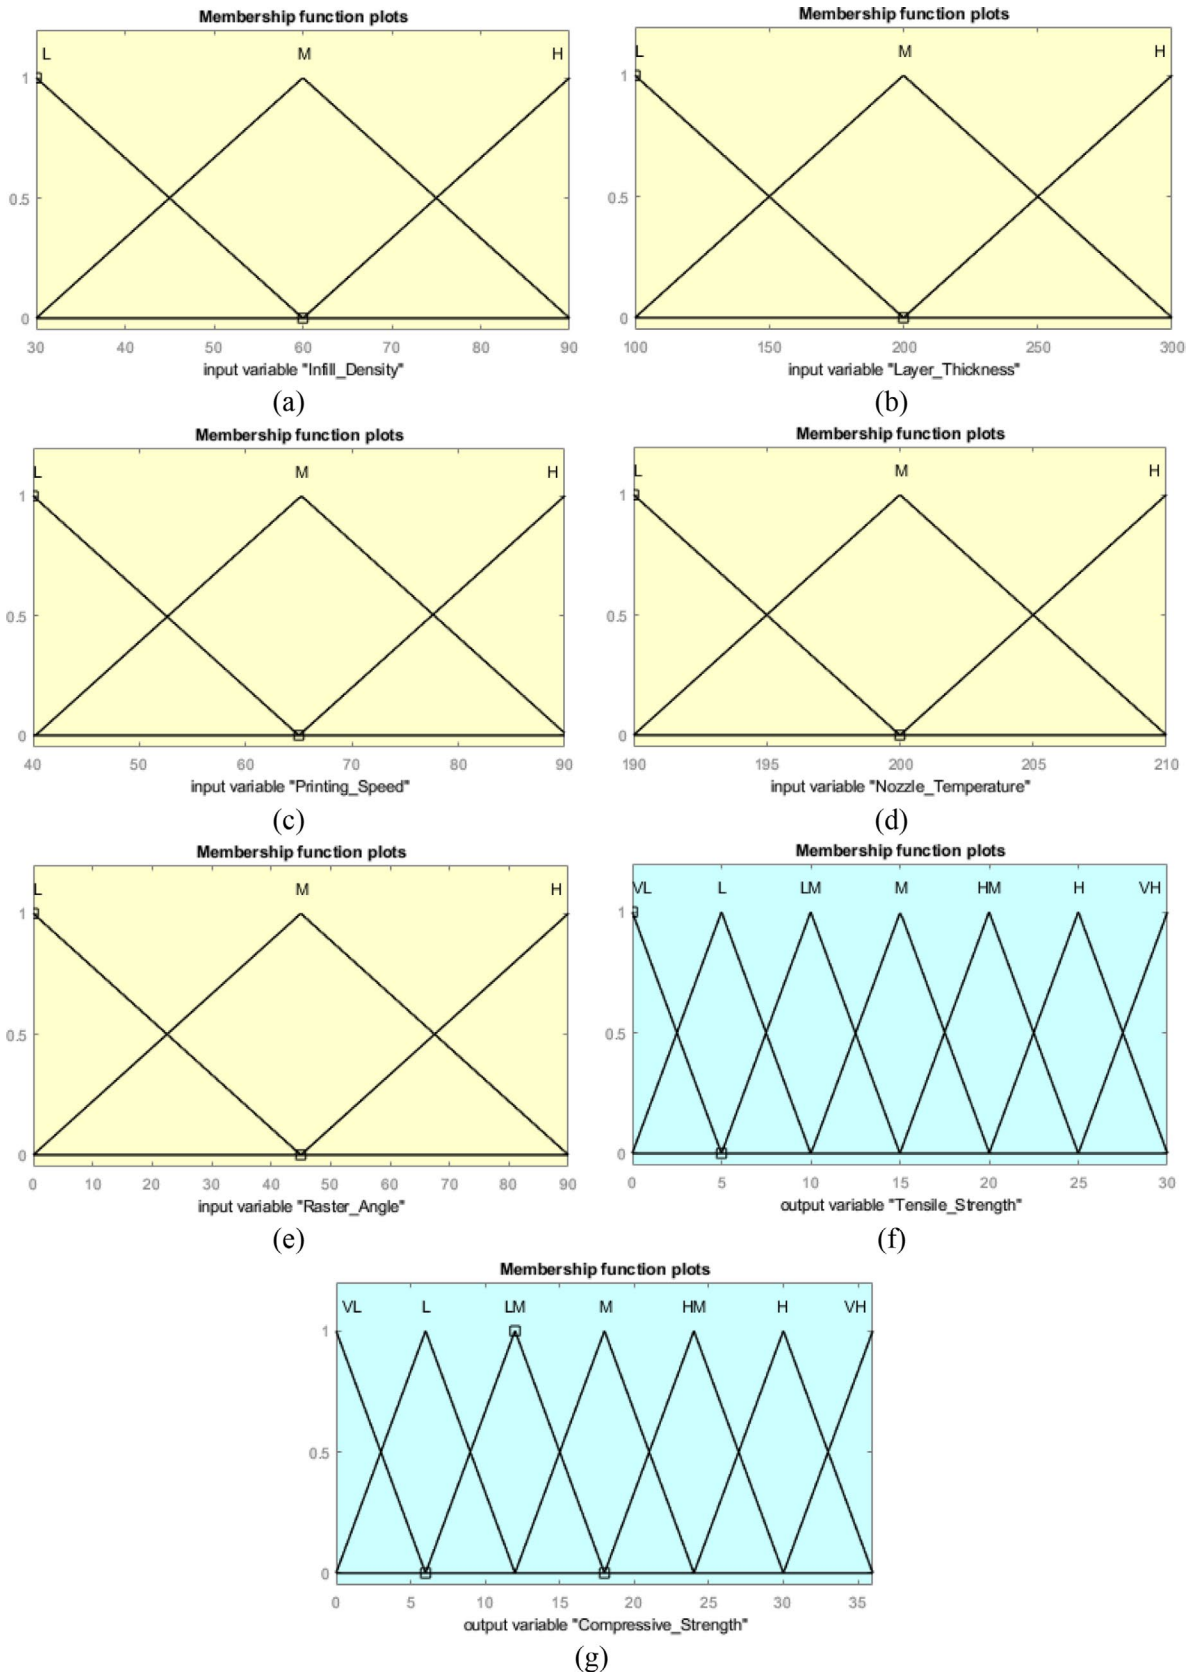 Membership function plots
L M H
1
0.5
0
30 40 50 60 70 80 90
input variable "Infill_Density"
(a)
Membership function plots
L M H
1
0.5
0
100 150 200 250 300
input variable "Layer_Thickness"
(b)
Membership function plots
L M H
1
0.5
0
40 50 60 70 80 90
input variable "Printing_Speed"
(c)
Membership function plots
L M H
1
0.5
0
190 195 200 205 210
input variable "Nozzle_Temperature"
(d)
Membership function plots
L M H
1
0.5
0
0 10 20 30 40 50 60 70 80 90
input variable "Raster_Angle"
(e)
Membership function plots
VL L LM M HM H VH
1
0.5
0
0 5 10 15 20 25 30
output variable "Tensile_Strength"
(f)
Membership function plots
VL L LM M HM H VH
1
0.5
0
0 5 10 15 20 25 30 35
output variable "Compressive_Strength"
(g)